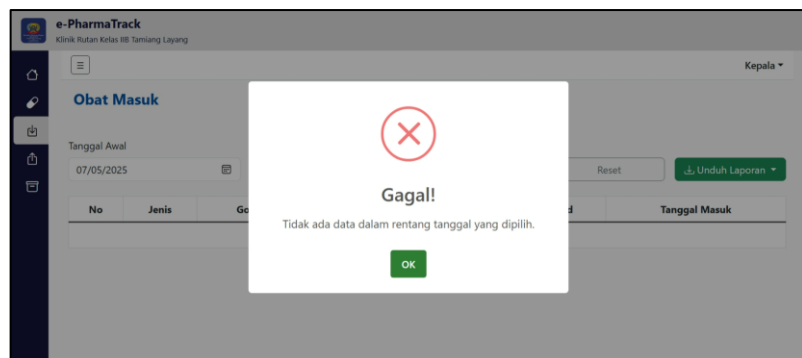 e-PharmaTrack
Klinik Rutan Kelas IIB Tamiang Layang
Kepala
Obat Masuk
Tanggal Awal
07/05/2025
Reset
Unduh Laporan
No Jenis Tanggal Masuk
Gagal!
Tidak ada data dalam rentang tanggal yang dipilih.
OK